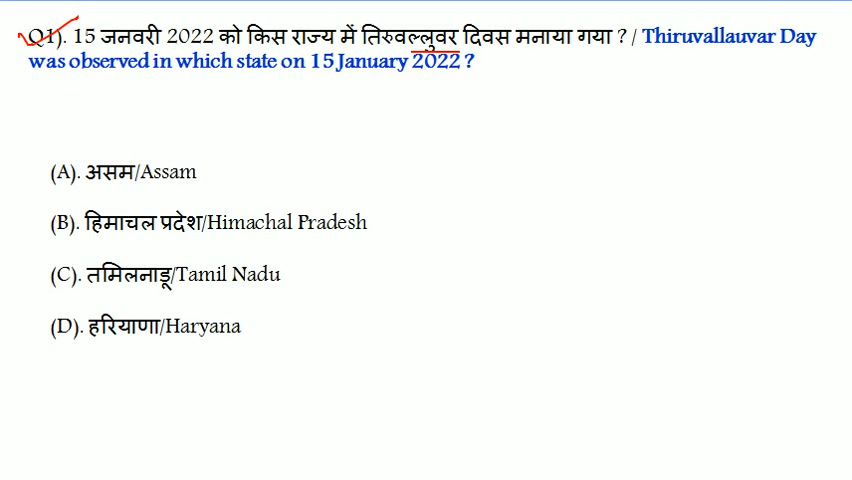 Q1). 15 जनवरी 2022 को किस राज्य में तिरुवल्लुवर दिवस मनाया गया ? / Thiruvallauvar Day
was observed in which state on 15 January 2022 ?
(A). असम/Assam
(B). हिमाचल प्रदेश/Himachal Pradesh
(C). तमिलनाडू/Tamil Nadu
(D). हरियाणा/Haryana